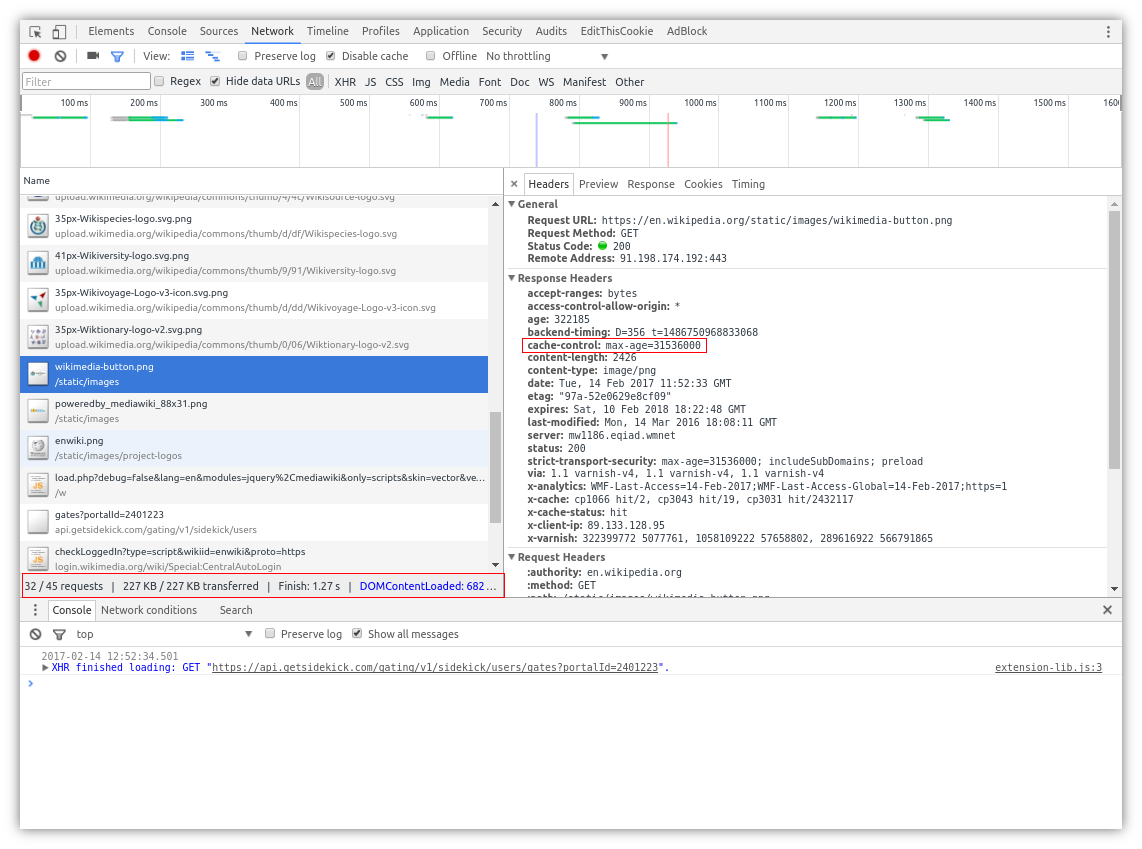 Elements Console Sources Network Timeline Profiles Application Security Audits EditThisCookie AdBlock
View: Preserve log Disable cache Offline No throttling
Filter Regex Hide data URLs All XHR JS CSS Img Media Font Doc WS Manifest Other
100 ms 200 ms 300 ms 400 ms 500 ms 600 ms 700 ms 800 ms 900 ms 1000 ms 1100 ms 1200 ms 1300 ms 1400 ms 1500 ms 160
Name
upload.wikimedia.org/wikipedia/commons/thumb/4/4c/Wikisource-logo.svg
35px-Wikispecies-logo.svg.png
upload.wikimedia.org/wikipedia/commons/thumb/d/df/Wikispecies-logo.svg
41px-Wikiversity-logo.svg.png
upload.wikimedia.org/wikipedia/commons/thumb/9/91/Wikiversity-logo.svg
35px-Wikivoyage-Logo-v3-icon.svg.png
upload.wikimedia.org/wikipedia/commons/thumb/d/dd/Wikivoyage-Logo-v3-icon.svg
35px-Wiktionary-logo-v2.svg.png
upload.wikimedia.org/wikipedia/commons/thumb/0/06/Wiktionary-logo-v2.svg
wikimedia-button.png
/static/images
poweredby_mediawiki_88x31.png
/static/images
enwiki.png
/static/images/project-logos
load.php?debug=false&lang=en&modules=jquery%2Cmediawiki&only=scripts&skin=vector&ve...
/w
gates?portalId=2401223
api.getsidekick.com/gating/v1/sidekick/users
checkLoggedIn?type=script&wikiid=enwiki&proto=https
login.wikimedia.org/wiki/Special:CentralAutoLogin
32 / 45 requests | 227 KB / 227 KB transferred | Finish: 1.27 s | DOMContentLoaded: 682 ...
× Headers Preview Response Cookies Timing
General
Request URL: https://en.wikipedia.org/static/images/wikimedia-button.png
Request Method: GET
Status Code: 200
Remote Address: 91.198.174.192:443
Response Headers
accept-ranges: bytes
access-control-allow-origin: *
age: 322185
backend-timing: D=356 t=1486750968833068
cache-control: max-age=31536000
content-length: 2426
content-type: image/png
date: Tue, 14 Feb 2017 11:52:33 GMT
etag: "97a-52e0629e8cf09"
expires: Sat, 10 Feb 2018 18:22:48 GMT
last-modified: Mon, 14 Mar 2016 18:08:11 GMT
server: mw1186.eqiad.wmnet
status: 200
strict-transport-security: max-age=31536000; includeSubDomains; preload
via: 1.1 varnish-v4, 1.1 varnish-v4, 1.1 varnish-v4
x-analytics: WMF-Last-Access=14-Feb-2017;WMF-Last-Access-Global=14-Feb-2017;https=1
x-cache: cp1066 hit/2, cp3043 hit/19, cp3031 hit/2432117
x-cache-status: hit
x-client-ip: 89.133.128.95
x-varnish: 322399772 5077761, 1058109222 57658802, 289616922 566791865
Request Headers
:authority: en.wikipedia.org
:method: GET
:path: /static/images/wikimedia-button.png
Console Network conditions Search
top Preserve log Show all messages
2017-02-14 12:52:34.501
XHR finished loading: GET "https://api.getsidekick.com/gating/v1/sidekick/users/gates?portalId=2401223". extension-lib.js:3